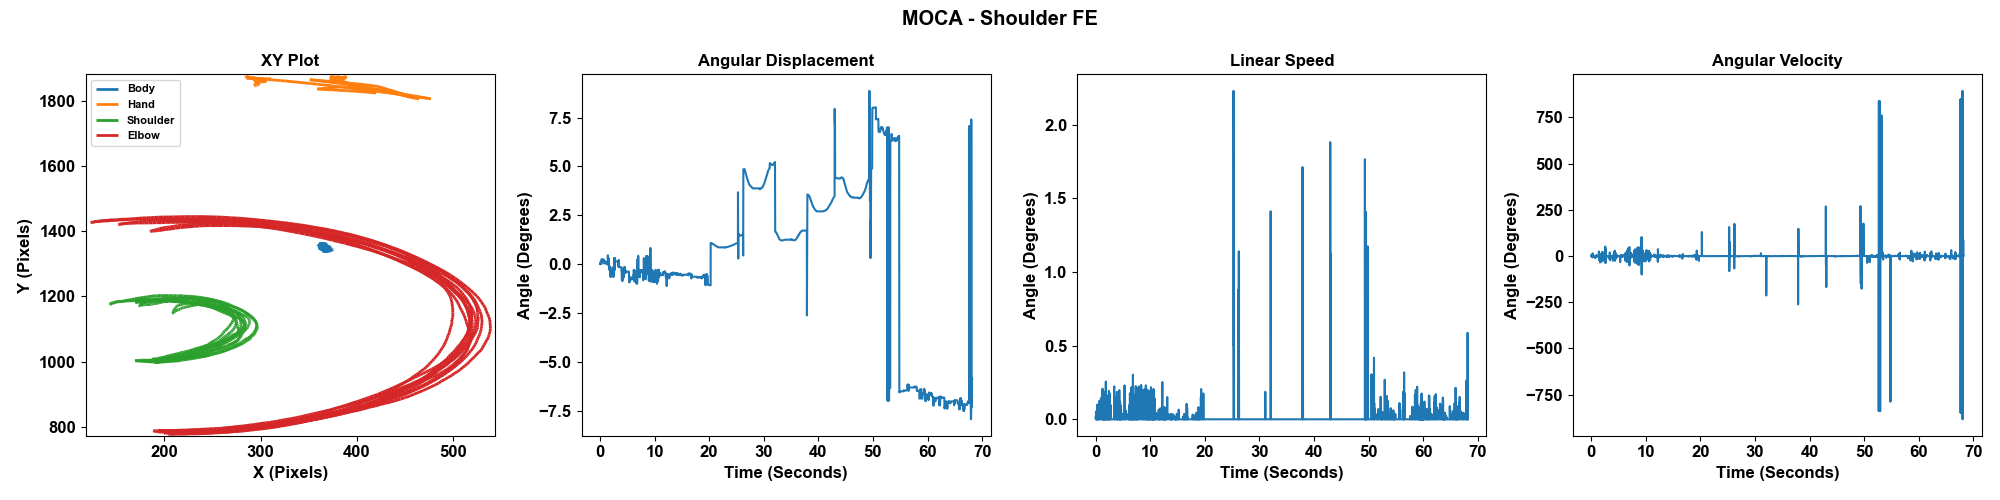 MOCA - Shoulder FE
XY Plot
Body
Hand
Shoulder
Elbow
1800
1600
1400
1200
1000
800
200 300 400 500
X (Pixels)
Y (Pixels)
Angular Displacement
7.5
5.0
2.5
0.0
−2.5
−5.0
−7.5
0 10 20 30 40 50 60 70
Time (Seconds)
Angle (Degrees)
Linear Speed
2.0
1.5
1.0
0.5
0.0
0 10 20 30 40 50 60 70
Time (Seconds)
Angle (Degrees)
Angular Velocity
750
500
250
0
−250
−500
−750
0 10 20 30 40 50 60 70
Time (Seconds)
Angle (Degrees)